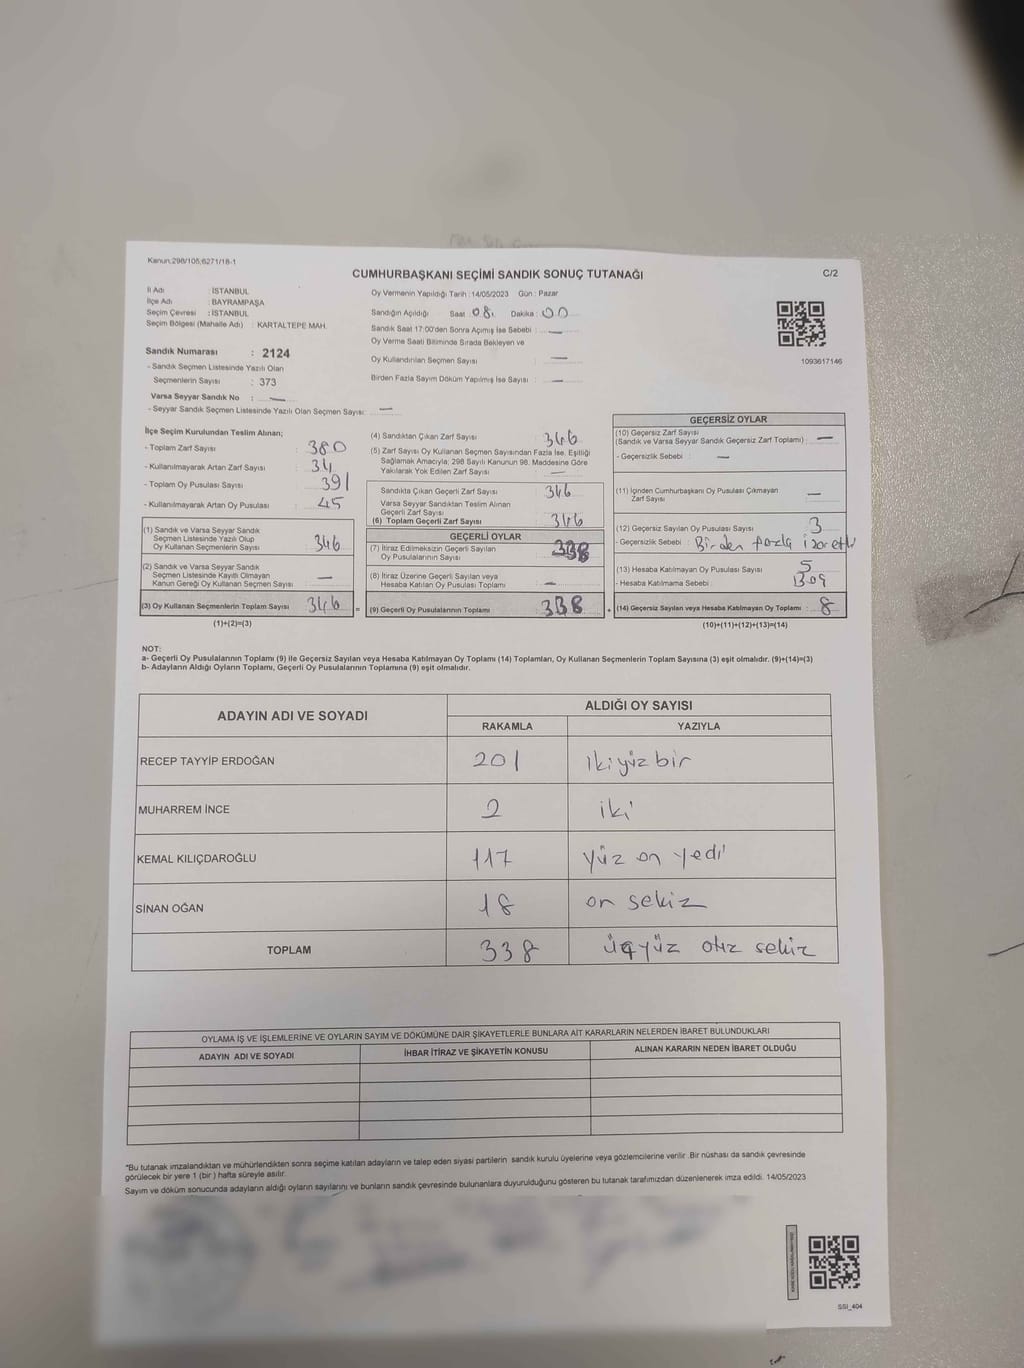 Kanun:298/105;6271/18-1
CUMHURBAŞKANI SEÇİMİ SANDIK SONUÇ TUTANAĞI
C/2
İl Adı : İSTANBUL
İlçe Adı : BAYRAMPAŞA
Seçim Çevresi : İSTANBUL
Seçim Bölgesi (Mahalle Adı) : KARTALTEPE MAH.
Sandık Numarası : 2124
- Sandık Seçmen Listesinde Yazılı Olan
Seçmenlerin Sayısı : 373
Varsa Seyyar Sandık No : —
- Seyyar Sandık Seçmen Listesinde Yazılı Olan Seçmen Sayısı: —
Oy Vermenin Yapıldığı Tarih : 14/05/2023 Gün : Pazar
Sandığın Açıldığı Saat : 08 Dakika : 00
Sandık Saat 17:00'den Sonra Açımış İse Sebebi : —
Oy Verme Saati Bitiminde Sırada Bekleyen ve
Oy Kullandırılan Seçmen Sayısı —
Birden Fazla Sayım Döküm Yapılmış İse Sayısı : —
1093617146
İlçe Seçim Kurulundan Teslim Alınan;
- Toplam Zarf Sayısı : 380
- Kullanılmayarak Artan Zarf Sayısı : 34
- Toplam Oy Pusulası Sayısı : 391
- Kullanılmayarak Artan Oy Pusulası : 45
(1) Sandık ve Varsa Seyyar Sandık
Seçmen Listesinde Yazılı Olup
Oy Kullanan Seçmenlerin Sayısı : 346
(2) Sandık ve Varsa Seyyar Sandık
Seçmen Listesinde Kayıtlı Olmayan
Kanun Gereği Oy Kullanan Seçmen Sayısı : —
(3) Oy Kullanan Seçmenlerin Toplam Sayısı : 346
(1)+(2)=(3)
(4) Sandıktan Çıkan Zarf Sayısı : 346
(5) Zarf Sayısı Oy Kullanan Seçmen Sayısından Fazla İse, Eşitliği
Sağlamak Amacıyla; 298 Sayılı Kanunun 98. Maddesine Göre
Yakılarak Yok Edilen Zarf Sayısı : —
Sandıkta Çıkan Geçerli Zarf Sayısı : 346
Varsa Seyyar Sandıktan Teslim Alınan
Geçerli Zarf Sayısı
(6) Toplam Geçerli Zarf Sayısı : 346
GEÇERLİ OYLAR
(7) İtiraz Edilmeksizin Geçerli Sayılan
Oy Pusulalarının Sayısı : 338
(8) İtiraz Üzerine Geçerli Sayılan veya
Hesaba Katılan Oy Pusulası Toplamı : —
= (9) Geçerli Oy Pusulalarının Toplamı : 338
GEÇERSİZ OYLAR
(10) Geçersiz Zarf Sayısı
(Sandık ve Varsa Seyyar Sandık Geçersiz Zarf Toplamı) : —
- Geçersizlik Sebebi : —
(11) İçinden Cumhurbaşkanı Oy Pusulası Çıkmayan
Zarf Sayısı : —
(12) Geçersiz Sayılan Oy Pusulası Sayısı : 3
- Geçersizlik Sebebi : Birden fazla işaretli
(13) Hesaba Katılmayan Oy Pusulası Sayısı : 5
- Hesaba Katılmama Sebebi : Boş
+ (14) Geçersiz Sayılan veya Hesaba Katılmayan Oy Toplamı : 8
(10)+(11)+(12)+(13)=(14)
NOT:
a- Geçerli Oy Pusulalarının Toplamı (9) ile Geçersiz Sayılan veya Hesaba Katılmayan Oy Toplamı (14) Toplamları, Oy Kullanan Seçmenlerin Toplam Sayısına (3) eşit olmalıdır. (9)+(14)=(3)
b- Adayların Aldığı Oyların Toplamı, Geçerli Oy Pusulalarının Toplamına (9) eşit olmalıdır.
ADAYIN ADI VE SOYADI
ALDIĞI OY SAYISI
RAKAMLA YAZIYLA
RECEP TAYYİP ERDOĞAN 201 ikiyüzbir
MUHARREM İNCE 2 iki
KEMAL KILIÇDAROĞLU 117 yüz on yedi
SİNAN OĞAN 18 on sekiz
TOPLAM 338 üçyüz otuz sekiz
OYLAMA İŞ VE İŞLEMLERİNE VE OYLARIN SAYIM VE DÖKÜMÜNE DAİR ŞİKAYETLERLE BUNLARA AİT KARARLARIN NELERDEN İBARET BULUNDUKLARI
ADAYIN ADI VE SOYADI İHBAR İTİRAZ VE ŞİKAYETİN KONUSU ALINAN KARARIN NEDEN İBARET OLDUĞU
*Bu tutanak imzalandıktan ve mühürlendikten sonra seçime katılan adayların ve talep eden siyasi partilerin sandık kurulu üyelerine veya gözlemcilerine verilir. Bir nüshası da sandık çevresinde
görülecek bir yere 1 (bir) hafta süreyle asılır.
Sayım ve döküm sonucunda adayların aldığı oyların sayılarını ve bunların sandık çevresinde bulunanlara duyurulduğunu gösteren bu tutanak tarafımızdan düzenlenerek imza edildi. 14/05/2023
SSI_404